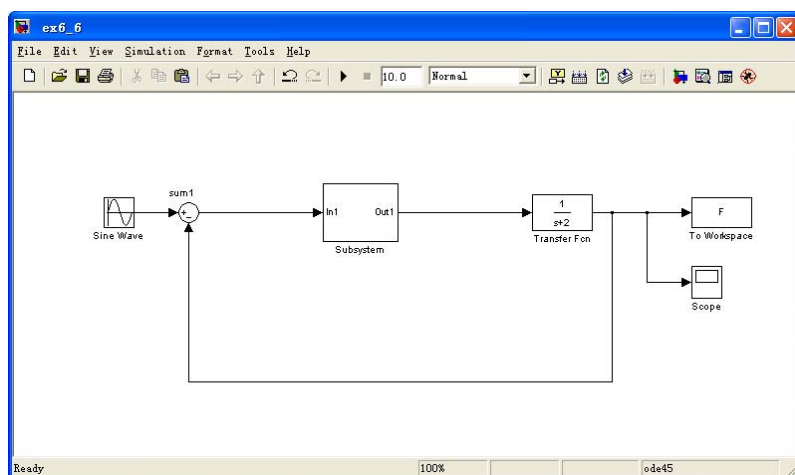 ex6_6
File Edit View Simulation Format Tools Help
10.0 Normal
sum1
+ -
Sine Wave
In1 Out1
Subsystem
1
s+2
Transfer Fcn
F
To Workspace
Scope
Ready 100% ode45